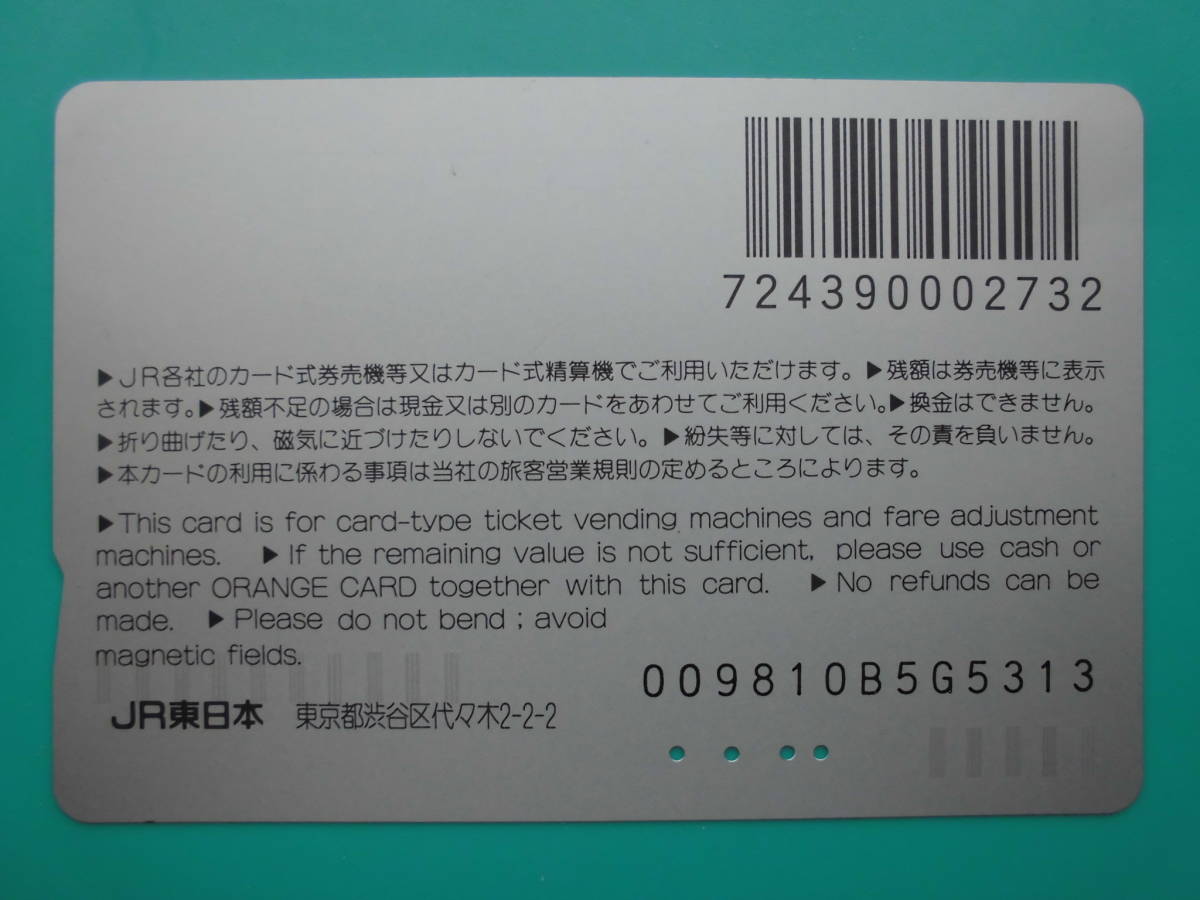 724390002732
▶JR各社のカード式券売機等又はカード式精算機でご利用いただけます。▶残額は券売機等に表示
されます。▶残額不足の場合は現金又は別のカードをあわせてご利用ください。▶換金はできません。
▶折り曲げたり、磁気に近づけたりしないでください。▶紛失等に対しては、その責を負いません。
▶本カードの利用に係わる事項は当社の旅客営業規則の定めるところによります。
▶This card is for card-type ticket vending machines and fare adjustment
machines. ▶If the remaining value is not sufficient, please use cash or
another ORANGE CARD together with this card. ▶No refunds can be
made. ▶Please do not bend ; avoid
magnetic fields.
009810B5G5313
JR東日本 東京都渋谷区代々木2-2-2